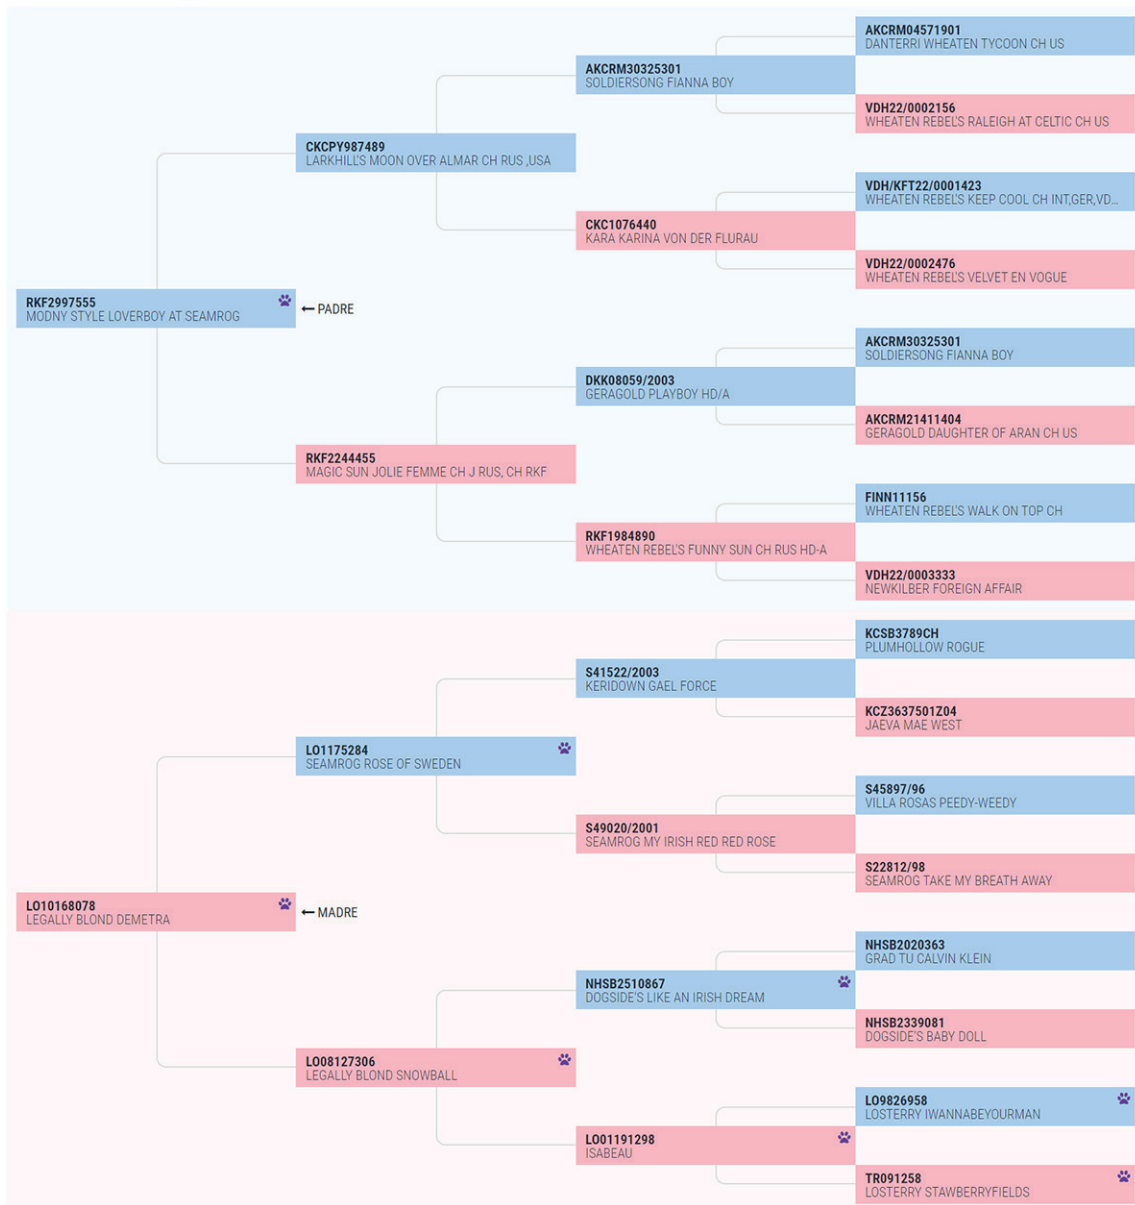 AKCRM04571901
DANTERRI WHEATEN TYCOON CH US
AKCRM30325301
SOLDIERSONG FIANNA BOY
VDH22/0002156
WHEATEN REBEL'S RALEIGH AT CELTIC CH US
CKCPY987489
LARKHILL'S MOON OVER ALMAR CH RUS ,USA
VDH/KFT22/0001423
WHEATEN REBEL'S KEEP COOL CH INT,GER,VD...
CKC1076440
KARA KARINA VON DER FLURAU
VDH22/0002476
WHEATEN REBEL'S VELVET EN VOGUE
RKF2997555
MODNY STYLE LOVERBOY AT SEAMROG
← PADRE
AKCRM30325301
SOLDIERSONG FIANNA BOY
DKK08059/2003
GERAGOLD PLAYBOY HD/A
AKCRM21411404
GERAGOLD DAUGHTER OF ARAN CH US
RKF2244455
MAGIC SUN JOLIE FEMME CH J RUS, CH RKF
FINN11156
WHEATEN REBEL'S WALK ON TOP CH
RKF1984890
WHEATEN REBEL'S FUNNY SUN CH RUS HD-A
VDH22/0003333
NEWKILBER FOREIGN AFFAIR
KCSB3789CH
PLUMHOLLOW ROGUE
S41522/2003
KERIDOWN GAEL FORCE
KCZ3637501Z04
JAEVA MAE WEST
LO1175284
SEAMROG ROSE OF SWEDEN
S45897/96
VILLA ROSAS PEEDY-WEEDY
S49020/2001
SEAMROG MY IRISH RED RED ROSE
S22812/98
SEAMROG TAKE MY BREATH AWAY
LO10168078
LEGALLY BLOND DEMETRA
← MADRE
NHSB2020363
GRAD TU CALVIN KLEIN
NHSB2510867
DOGSIDE'S LIKE AN IRISH DREAM
NHSB2339081
DOGSIDE'S BABY DOLL
LO08127306
LEGALLY BLOND SNOWBALL
LO9826958
LOSTERRY IWANNABEYOURMAN
LO01191298
ISABEAU
TR091258
LOSTERRY STAWBERRYFIELDS